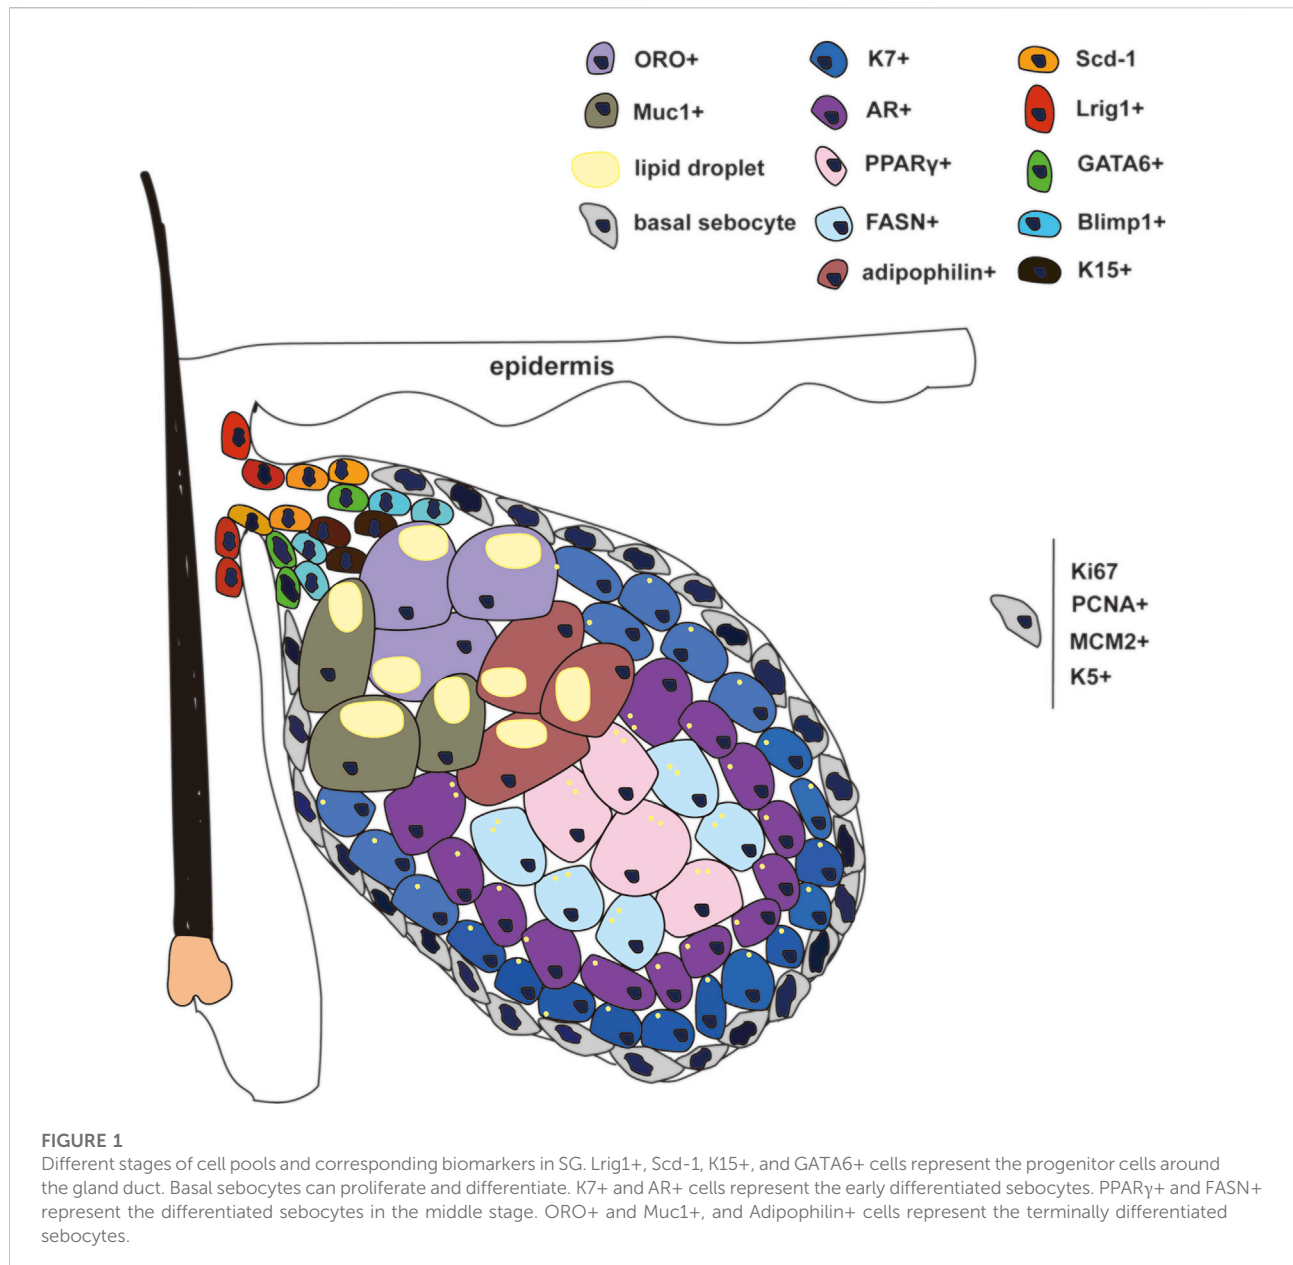 ORO+
K7+
Scd-1
Muc1+
AR+
Lrig1+
lipid droplet
PPARγ+
GATA6+
basal sebocyte
FASN+
Blimp1+
adipophilin+
K15+
epidermis
Ki67
PCNA+
MCM2+
K5+
FIGURE 1
Different stages of cell pools and corresponding biomarkers in SG. Lrig1+, Scd-1, K15+, and GATA6+ cells represent the progenitor cells around
the gland duct. Basal sebocytes can proliferate and differentiate. K7+ and AR+ cells represent the early differentiated sebocytes. PPARγ+ and FASN+
represent the differentiated sebocytes in the middle stage. ORO+ and Muc1+, and Adipophilin+ cells represent the terminally differentiated
sebocytes.